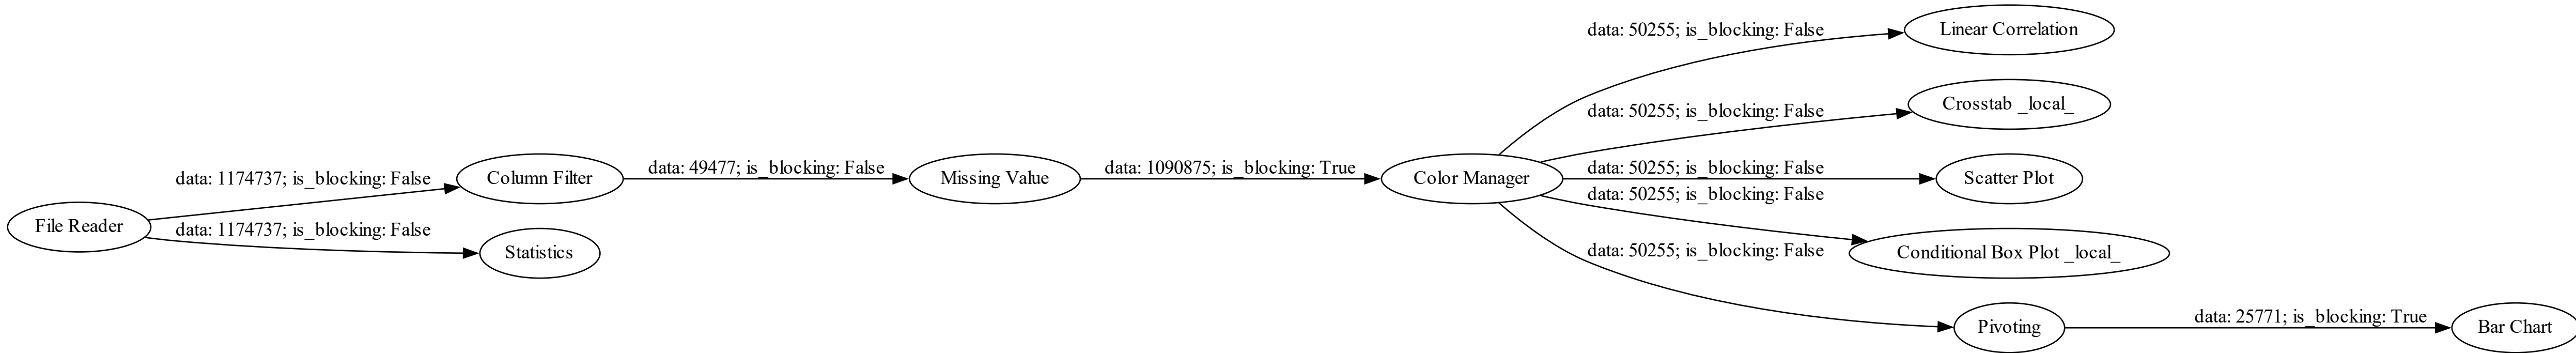 File Reader
data: 1174737; is_blocking: False
data: 1174737; is_blocking: False
Column Filter
Statistics
data: 49477; is_blocking: False
Missing Value
data: 1090875; is_blocking: True
Color Manager
data: 50255; is_blocking: False
data: 50255; is_blocking: False
data: 50255; is_blocking: False
data: 50255; is_blocking: False
data: 50255; is_blocking: False
Linear Correlation
Crosstab _local_
Scatter Plot
Conditional Box Plot _local_
Pivoting
data: 25771; is_blocking: True
Bar Chart